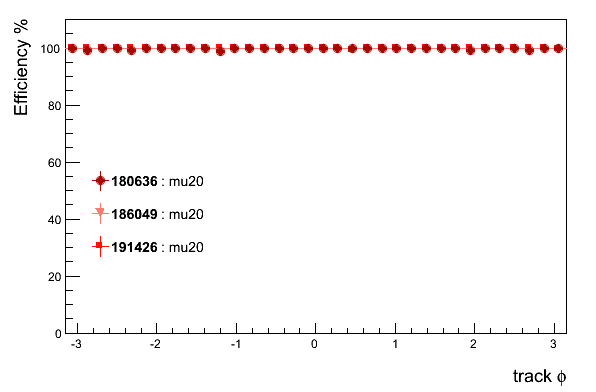 Efficiency %
100
80
60
40
20
0
180636 : mu20
186049 : mu20
191426 : mu20
-3 -2 -1 0 1 2 3
track ϕ